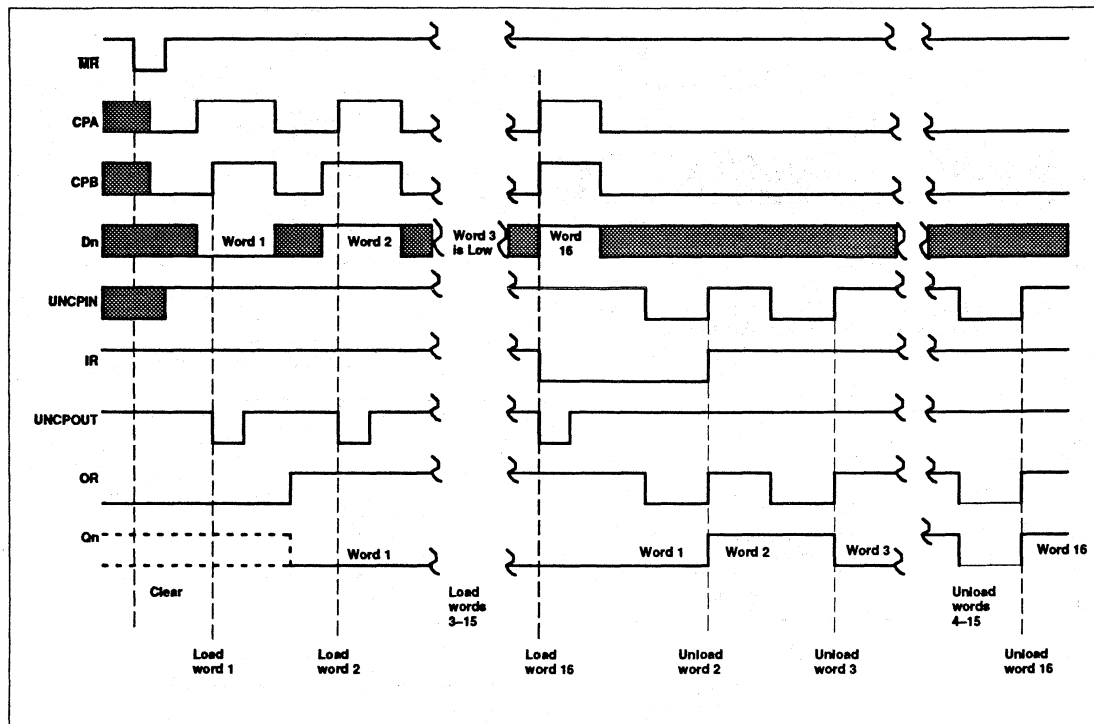 MR
CPA
CPB
Dn
Word 1
Word 2
Word 3
is Low
Word
16
UNCPIN
IR
UNCPOUT
OR
Qn
Word 1
Word 1
Word 2
Word 3
Word 16
Clear
Load
words
3–15
Unload
words
4–15
Load
word 1
Load
word 2
Load
word 16
Unload
word 2
Unload
word 3
Unload
word 16